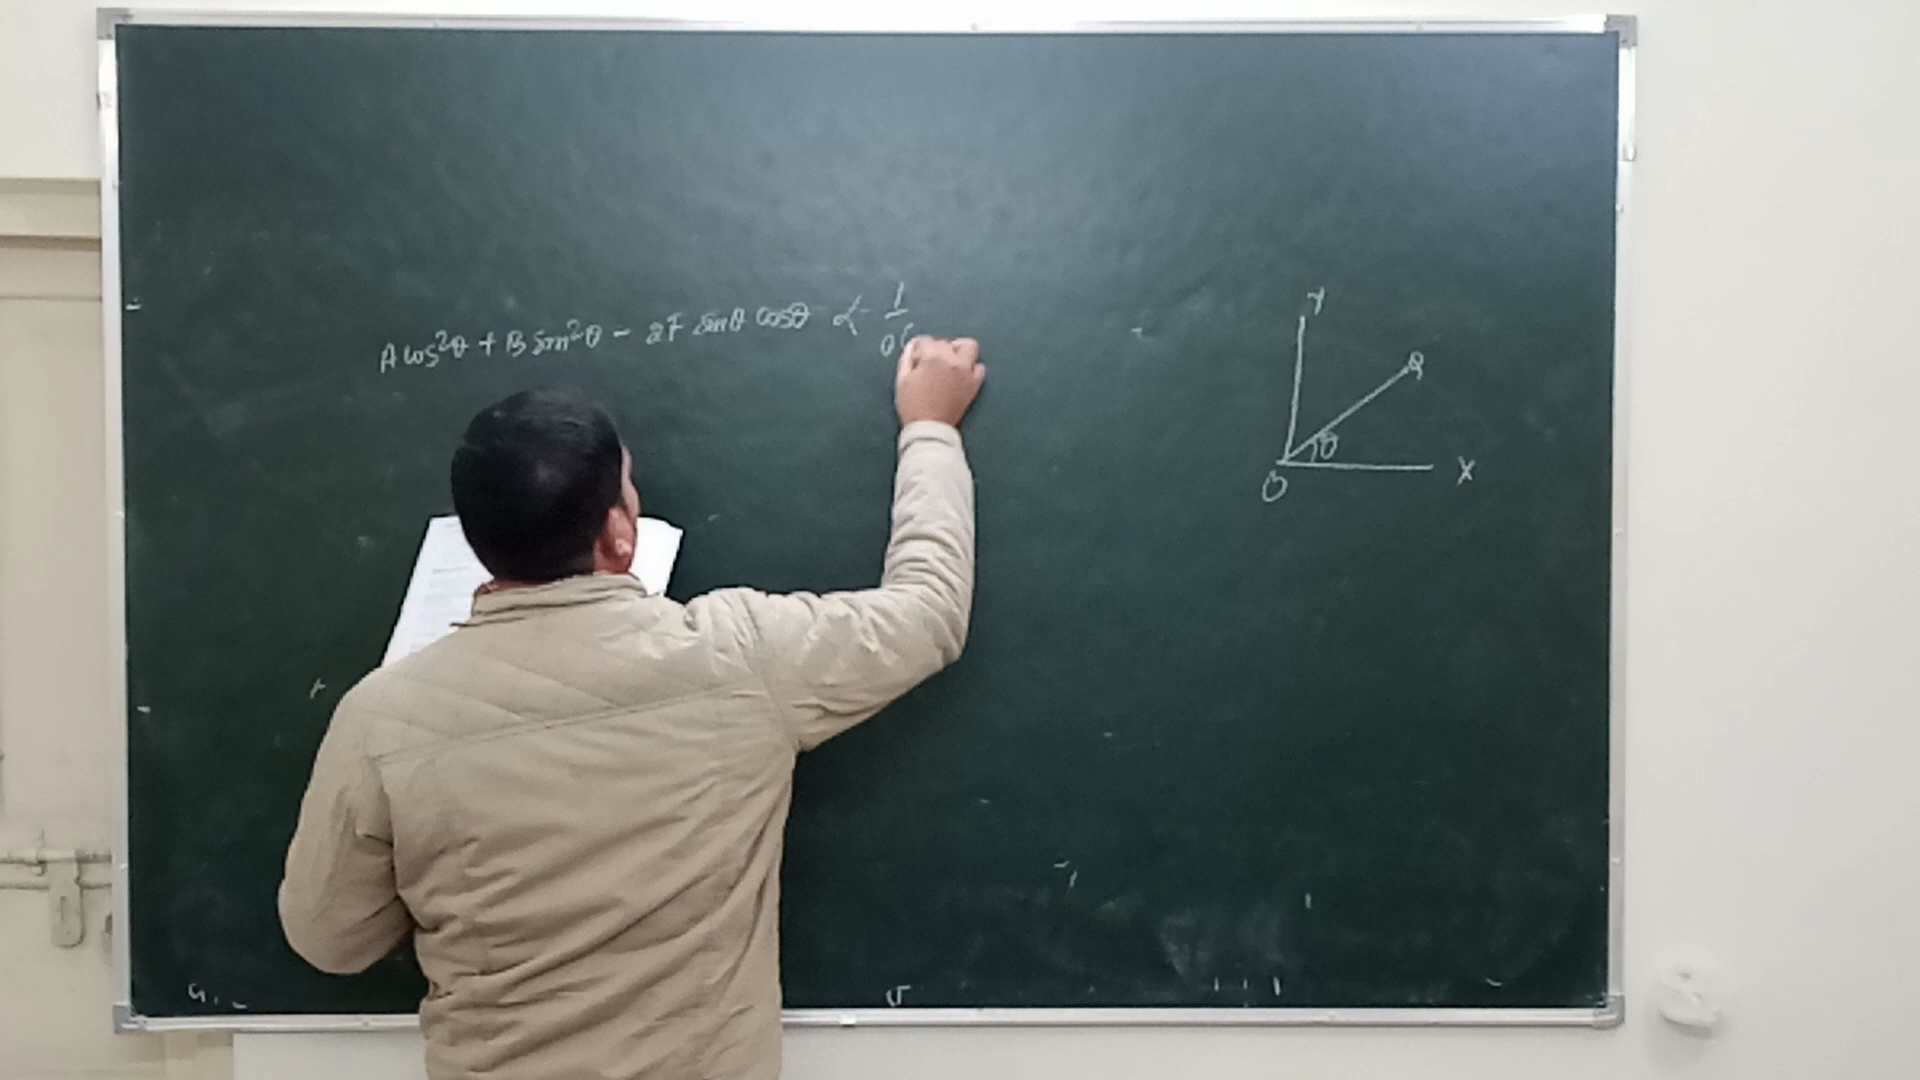 A cos²θ + B sin²θ - 2F sinθ cosθ ∝ 1/
Y
Q
θ
O
X